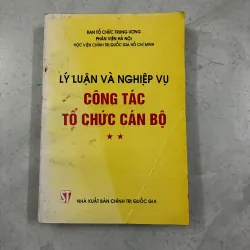 BAN TỔ CHỨC TRUNG ƯƠNG
PHÂN VIỆN HÀ NỘI
HỌC VIỆN CHÍNH TRỊ QUỐC GIA HỒ CHÍ MINH
LÝ LUẬN VÀ NGHIỆP VỤ
CÔNG TÁC
TỔ CHỨC CÁN BỘ
★ ★
ST
NHÀ XUẤT BẢN CHÍNH TRỊ QUỐC GIA